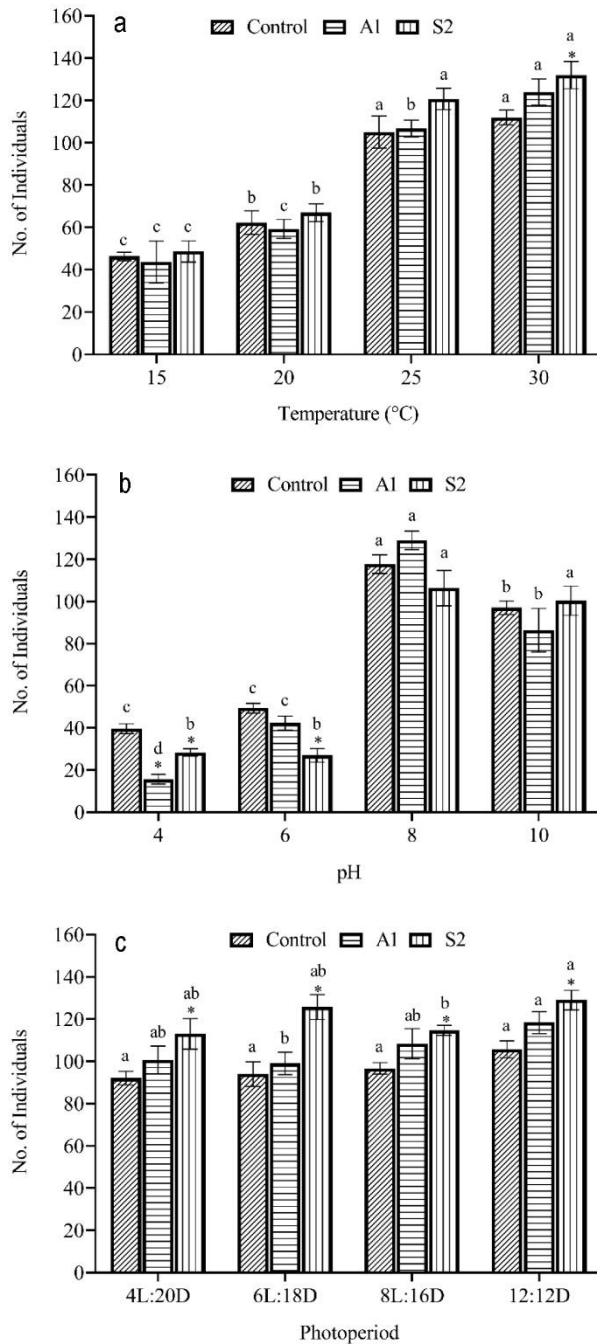 a
Control A1 S2
No. of Individuals
160
140
120
100
80
60
40
20
0
c c c
b c b
a b a
a a a
*
15 20 25 30
Temperature (°C)
b
Control A1 S2
No. of Individuals
160
140
120
100
80
60
40
20
0
c d b
* *
c c b
*
a a a
b b a
4 6 8 10
pH
c
Control A1 S2
No. of Individuals
160
140
120
100
80
60
40
20
0
a ab ab
*
a b ab
*
a ab b
*
a a a
*
4L:20D 6L:18D 8L:16D 12:12D
Photoperiod